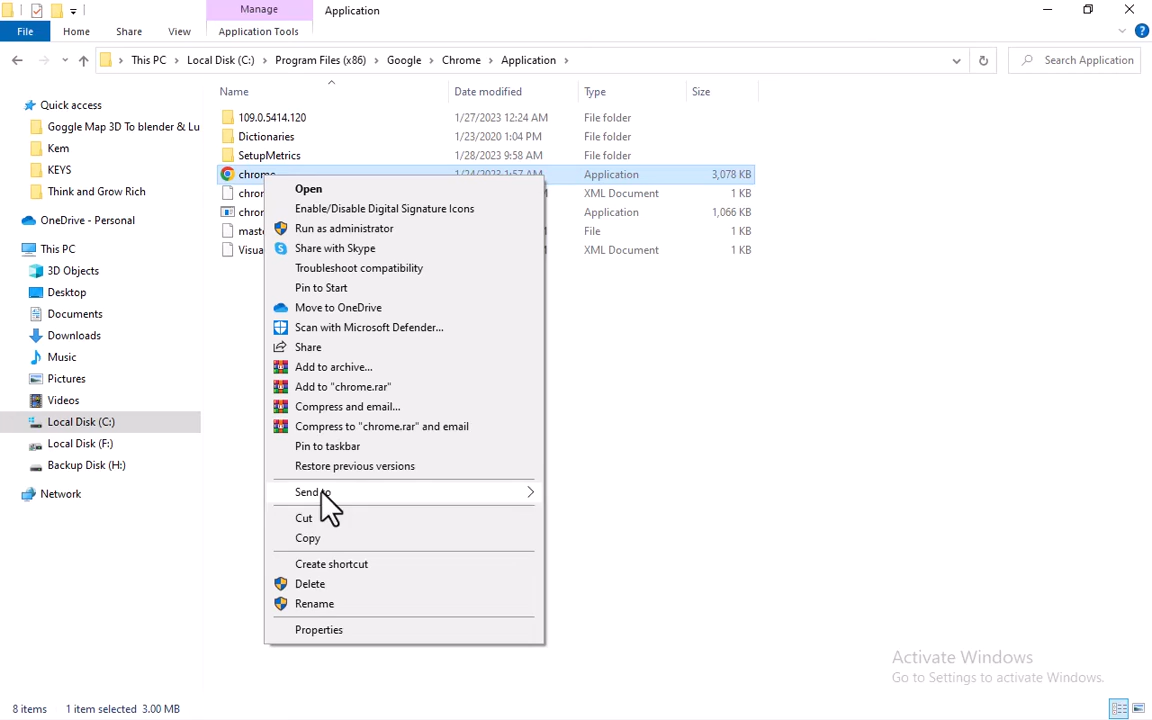 Manage
Application
File
Home
Share
View
Application Tools
This PC
Local Disk (C:)
Program Files (x86)
Google
Chrome
Application
Search Application
Name
Date modified
Type
Size
Quick access
Goggle Map 3D To blender & Lu
Kem
KEYS
Think and Grow Rich
OneDrive - Personal
This PC
3D Objects
Desktop
Documents
Downloads
Music
Pictures
Videos
Local Disk (C:)
Local Disk (F:)
Backup Disk (H:)
Network
109.0.5414.120 1/27/2023 12:24 AM File folder
Dictionaries 1/23/2020 1:04 PM File folder
SetupMetrics 1/28/2023 9:58 AM File folder
chrome 1/24/2023 1:57 AM Application 3,078 KB
XML Document 1 KB
Application 1,066 KB
File 1 KB
XML Document 1 KB
Open
Enable/Disable Digital Signature Icons
Run as administrator
Share with Skype
Troubleshoot compatibility
Pin to Start
Move to OneDrive
Scan with Microsoft Defender...
Share
Add to archive...
Add to "chrome.rar"
Compress and email...
Compress to "chrome.rar" and email
Pin to taskbar
Restore previous versions
Send to
Cut
Copy
Create shortcut
Delete
Rename
Properties
Activate Windows
Go to Settings to activate Windows.
8 items 1 item selected 3.00 MB